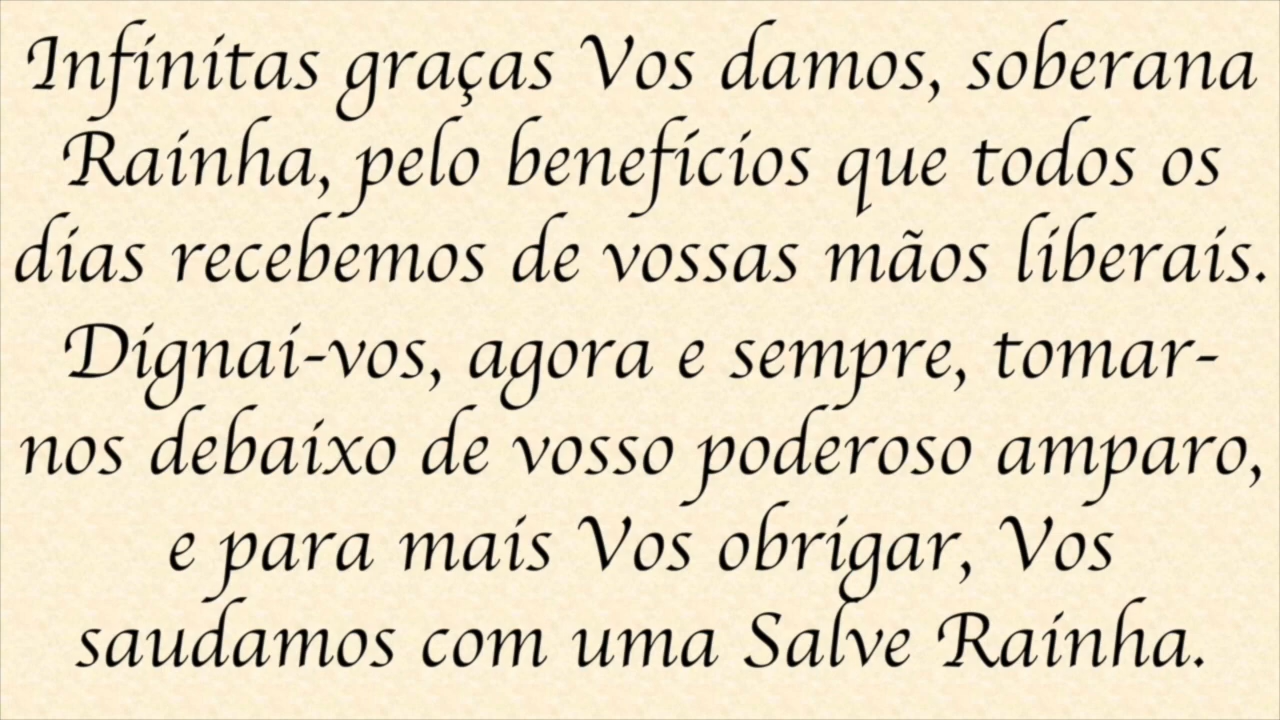 Infinitas graças Vos damos, soberana
Rainha, pelo benefícios que todos os
dias recebemos de vossas mãos liberais.
Dignai-vos, agora e sempre, tomar-
nos debaixo de vosso poderoso amparo,
e para mais Vos obrigar, Vos
saudamos com uma Salve Rainha.